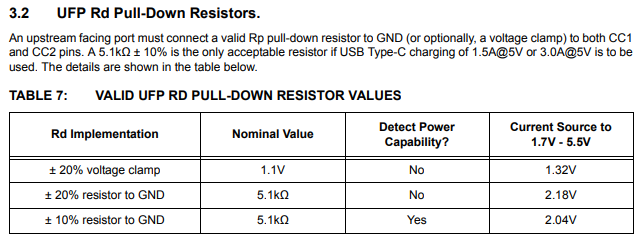 3.2 UFP Rd Pull-Down Resistors.
An upstream facing port must connect a valid Rp pull-down resistor to GND (or optionally, a voltage clamp) to both CC1
and CC2 pins. A 5.1kΩ ± 10% is the only acceptable resistor if USB Type-C charging of 1.5A@5V or 3.0A@5V is to be
used. The details are shown in the table below.
TABLE 7: VALID UFP RD PULL-DOWN RESISTOR VALUES
Rd Implementation Nominal Value Detect Power Capability? Current Source to 1.7V - 5.5V
± 20% voltage clamp 1.1V No 1.32V
± 20% resistor to GND 5.1kΩ No 2.18V
± 10% resistor to GND 5.1kΩ Yes 2.04V